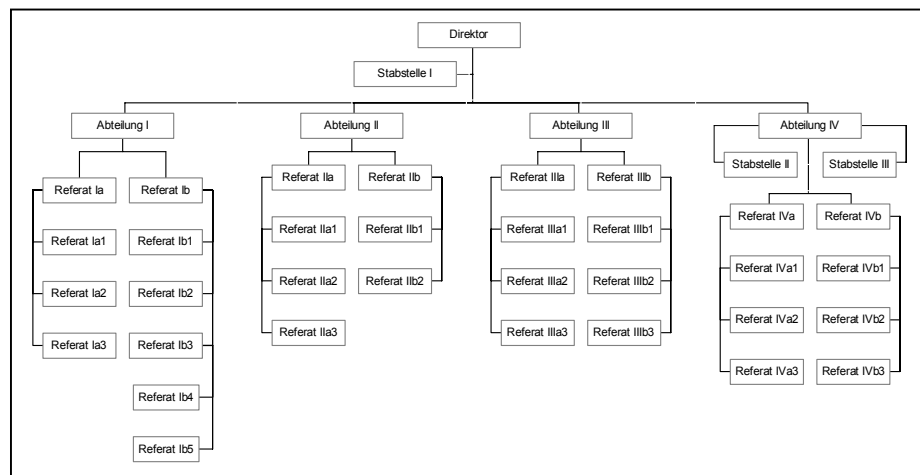 Direktor
Stabstelle I
Abteilung I
Abteilung II
Abteilung III
Abteilung IV
Stabstelle II
Stabstelle III
Referat Ia
Referat Ib
Referat IIa
Referat IIb
Referat IIIa
Referat IIIb
Referat IVa
Referat IVb
Referat Ia1
Referat Ib1
Referat IIa1
Referat IIb1
Referat IIIa1
Referat IIIb1
Referat IVa1
Referat IVb1
Referat Ia2
Referat Ib2
Referat IIa2
Referat IIb2
Referat IIIa2
Referat IIIb2
Referat IVa2
Referat IVb2
Referat Ia3
Referat Ib3
Referat IIa3
Referat IIIa3
Referat IIIb3
Referat IVa3
Referat IVb3
Referat Ib4
Referat Ib5